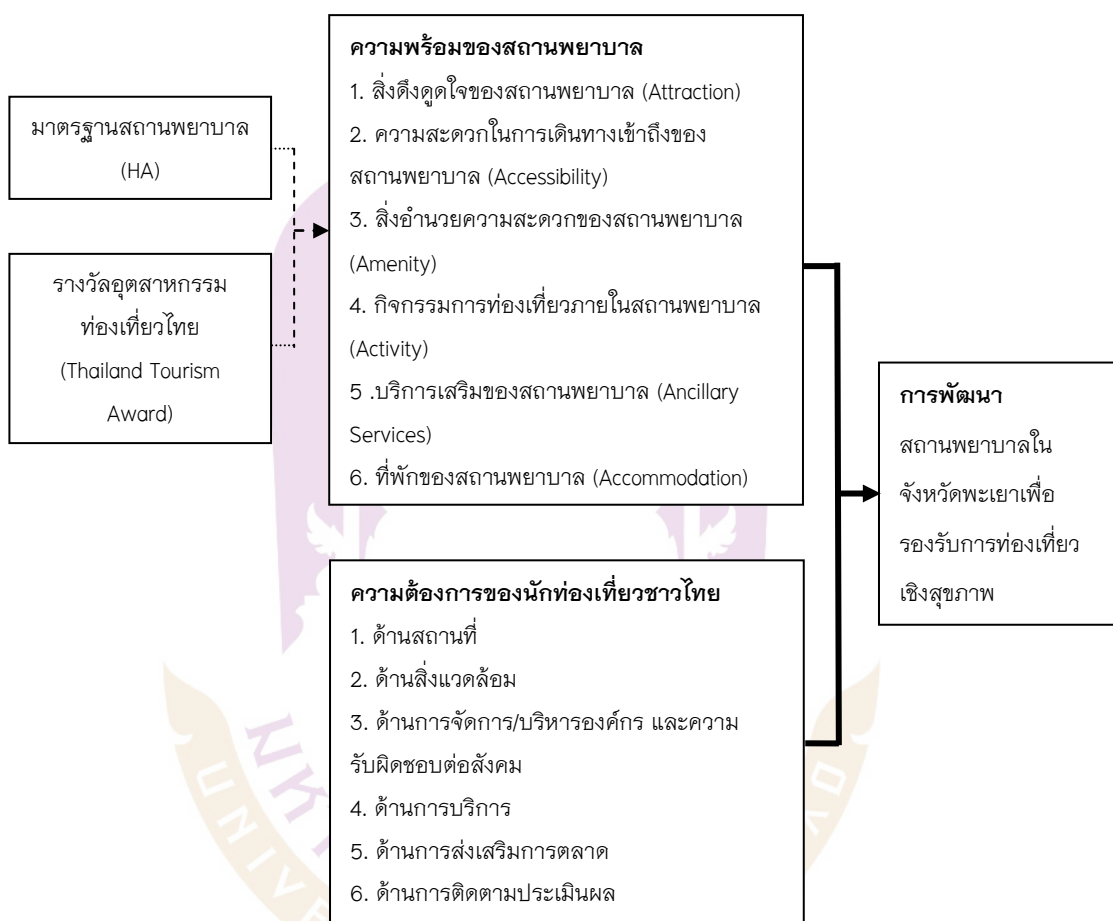 มาตรฐานสถานพยาบาล
(HA)
รางวัลอุตสาหกรรม
ท่องเที่ยวไทย
(Thailand Tourism
Award)
ความพร้อมของสถานพยาบาล
1. สิ่งดึงดูดใจของสถานพยาบาล (Attraction)
2. ความสะดวกในการเดินทางเข้าถึงของ
สถานพยาบาล (Accessibility)
3. สิ่งอำนวยความสะดวกของสถานพยาบาล
(Amenity)
4. กิจกรรมการท่องเที่ยวภายในสถานพยาบาล
(Activity)
5 .บริการเสริมของสถานพยาบาล (Ancillary
Services)
6. ที่พักของสถานพยาบาล (Accommodation)
ความต้องการของนักท่องเที่ยวชาวไทย
1. ด้านสถานที่
2. ด้านสิ่งแวดล้อม
3. ด้านการจัดการ/บริหารองค์กร และความ
รับผิดชอบต่อสังคม
4. ด้านการบริการ
5. ด้านการส่งเสริมการตลาด
6. ด้านการติดตามประเมินผล
การพัฒนา
สถานพยาบาลใน
จังหวัดพะเยาเพื่อ
รองรับการท่องเที่ยว
เชิงสุขภาพ